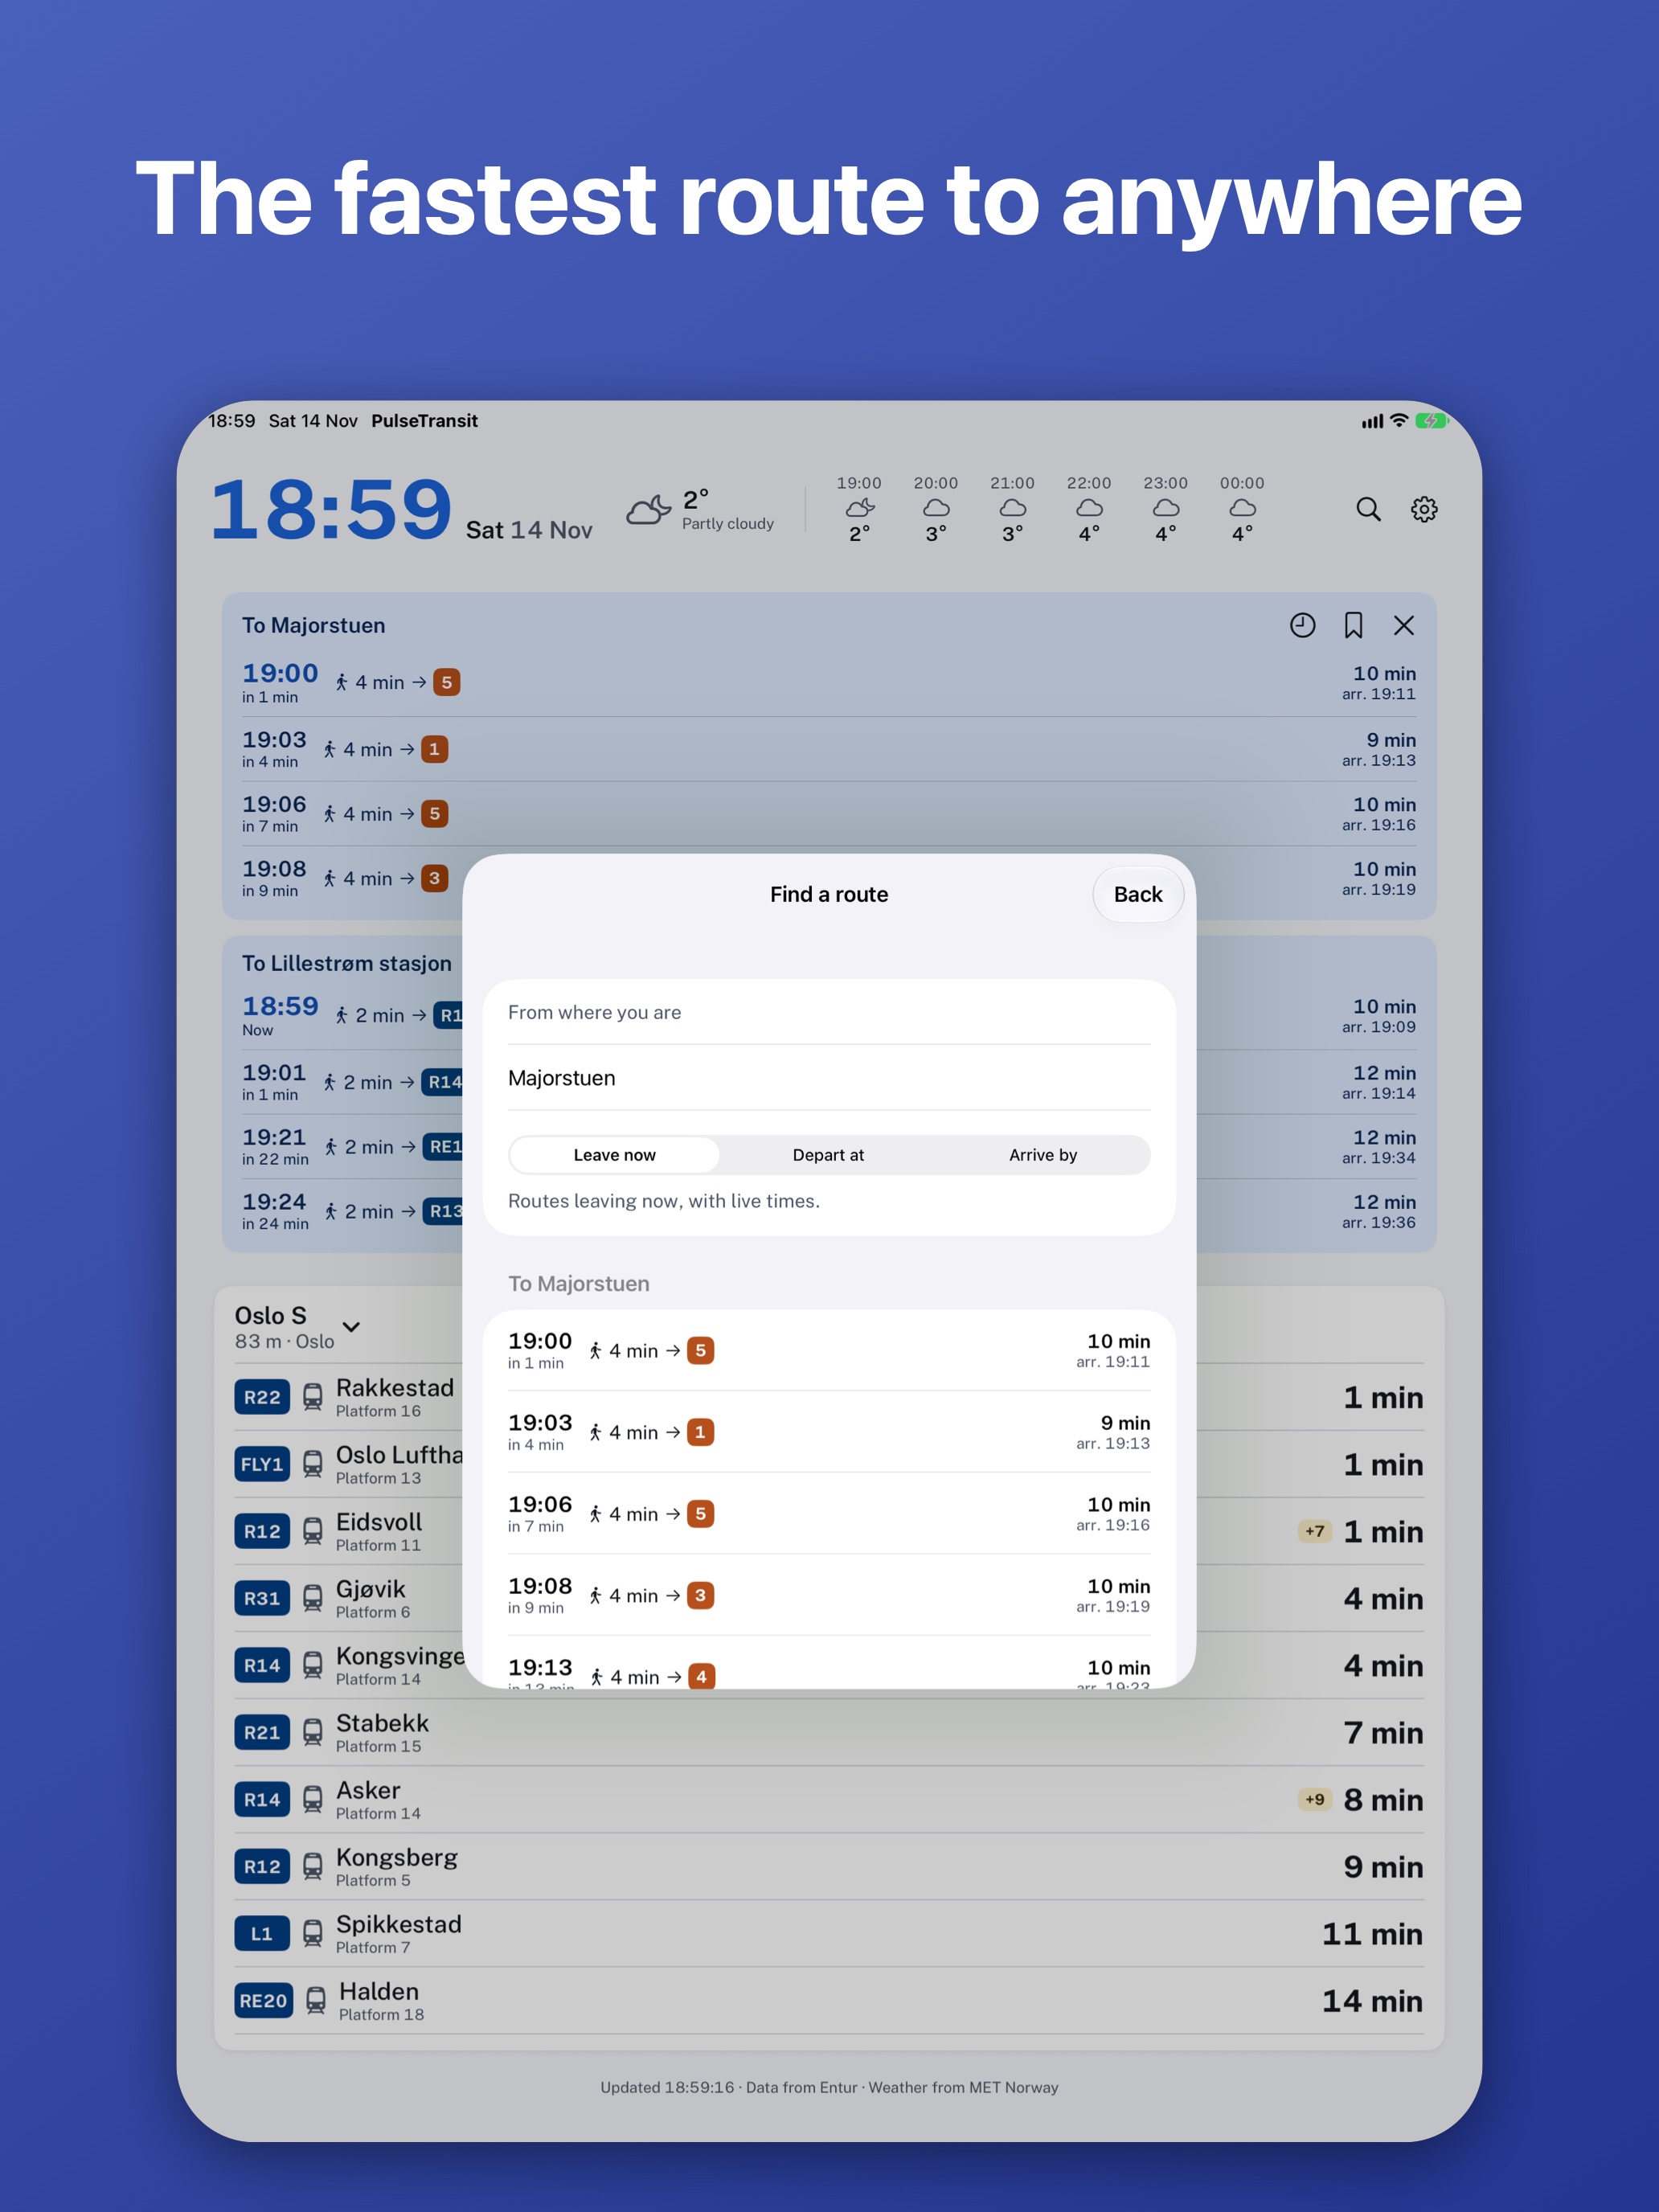 The fastest route to anywhere
18:59 Sat 14 Nov PulseTransit
18:59 Sat 14 Nov
2°
Partly cloudy
19:00 20:00 21:00 22:00 23:00 00:00
2° 3° 3° 4° 4° 4°
To Majorstuen
19:00 4 min → 5 10 min
in 1 min arr. 19:11
19:03 4 min → 1 9 min
in 4 min arr. 19:13
19:06 4 min → 5 10 min
in 7 min arr. 19:16
19:08 4 min → 3 10 min
in 9 min arr. 19:19
To Lillestrøm stasjon
18:59 2 min → R1 10 min
Now arr. 19:09
19:01 2 min → R14 12 min
in 1 min arr. 19:14
19:21 2 min → RE1 12 min
in 22 min arr. 19:34
19:24 2 min → R13 12 min
in 24 min arr. 19:36
Find a route Back
From where you are
Majorstuen
Leave now Depart at Arrive by
Routes leaving now, with live times.
To Majorstuen
19:00 4 min → 5 10 min
in 1 min arr. 19:11
19:03 4 min → 1 9 min
in 4 min arr. 19:13
19:06 4 min → 5 10 min
in 7 min arr. 19:16
19:08 4 min → 3 10 min
in 9 min arr. 19:19
19:13 4 min → 4 10 min
in 13 min arr. 19:23
Oslo S
83 m · Oslo
R22 Rakkestad 1 min
Platform 16
FLY1 Oslo Luftha 1 min
Platform 13
R12 Eidsvoll +7 1 min
Platform 11
R31 Gjøvik 4 min
Platform 6
R14 Kongsvinge 4 min
Platform 14
R21 Stabekk 7 min
Platform 15
R14 Asker +9 8 min
Platform 14
R12 Kongsberg 9 min
Platform 5
L1 Spikkestad 11 min
Platform 7
RE20 Halden 14 min
Platform 18
Updated 18:59:16 · Data from Entur · Weather from MET Norway